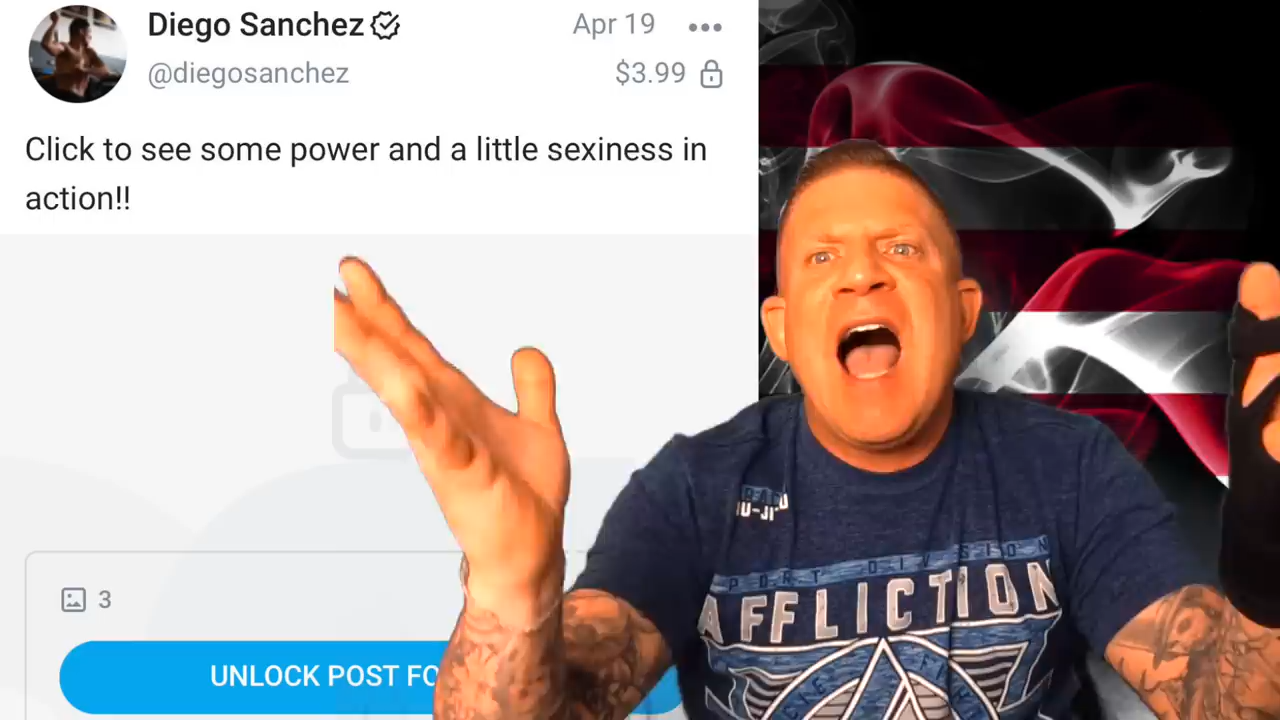 Diego Sanchez
Apr 19
@diegosanchez
$3.99
Click to see some power and a little sexiness in
action!!
3
UNLOCK POST FO
AFFLICTION